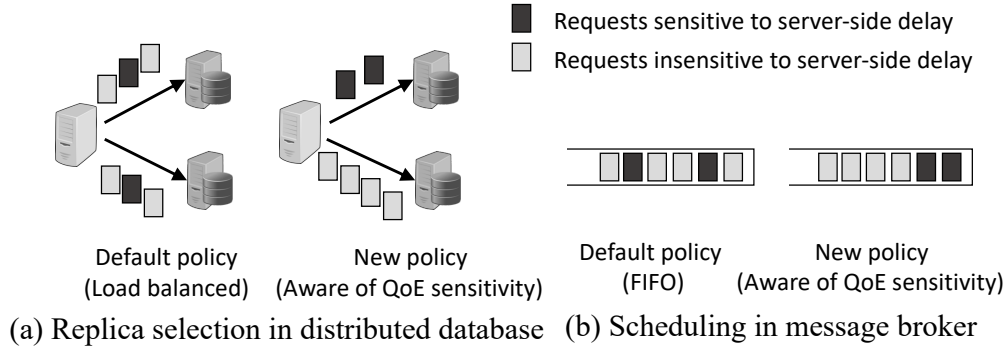 Requests sensitive to server-side delay
Requests insensitive to server-side delay
Default policy
(Load balanced)
New policy
(Aware of QoE sensitivity)
Default policy
(FIFO)
New policy
(Aware of QoE sensitivity)
(a) Replica selection in distributed database
(b) Scheduling in message broker